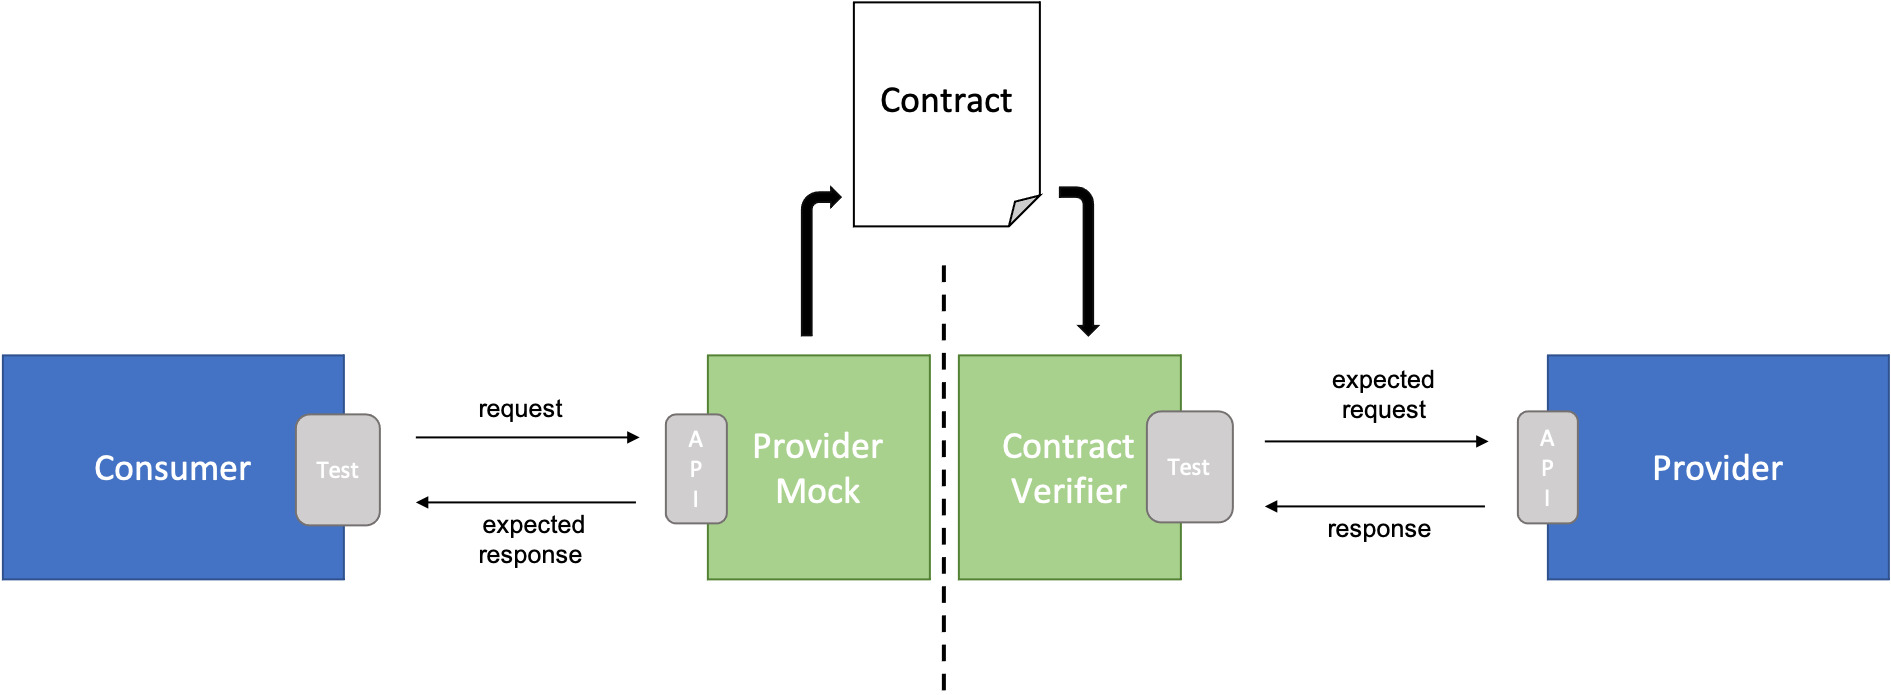 Contract
Consumer
Test
request
expected
response
A
P
I
Provider
Mock
Contract
Verifier
Test
expected
request
response
A
P
I
Provider